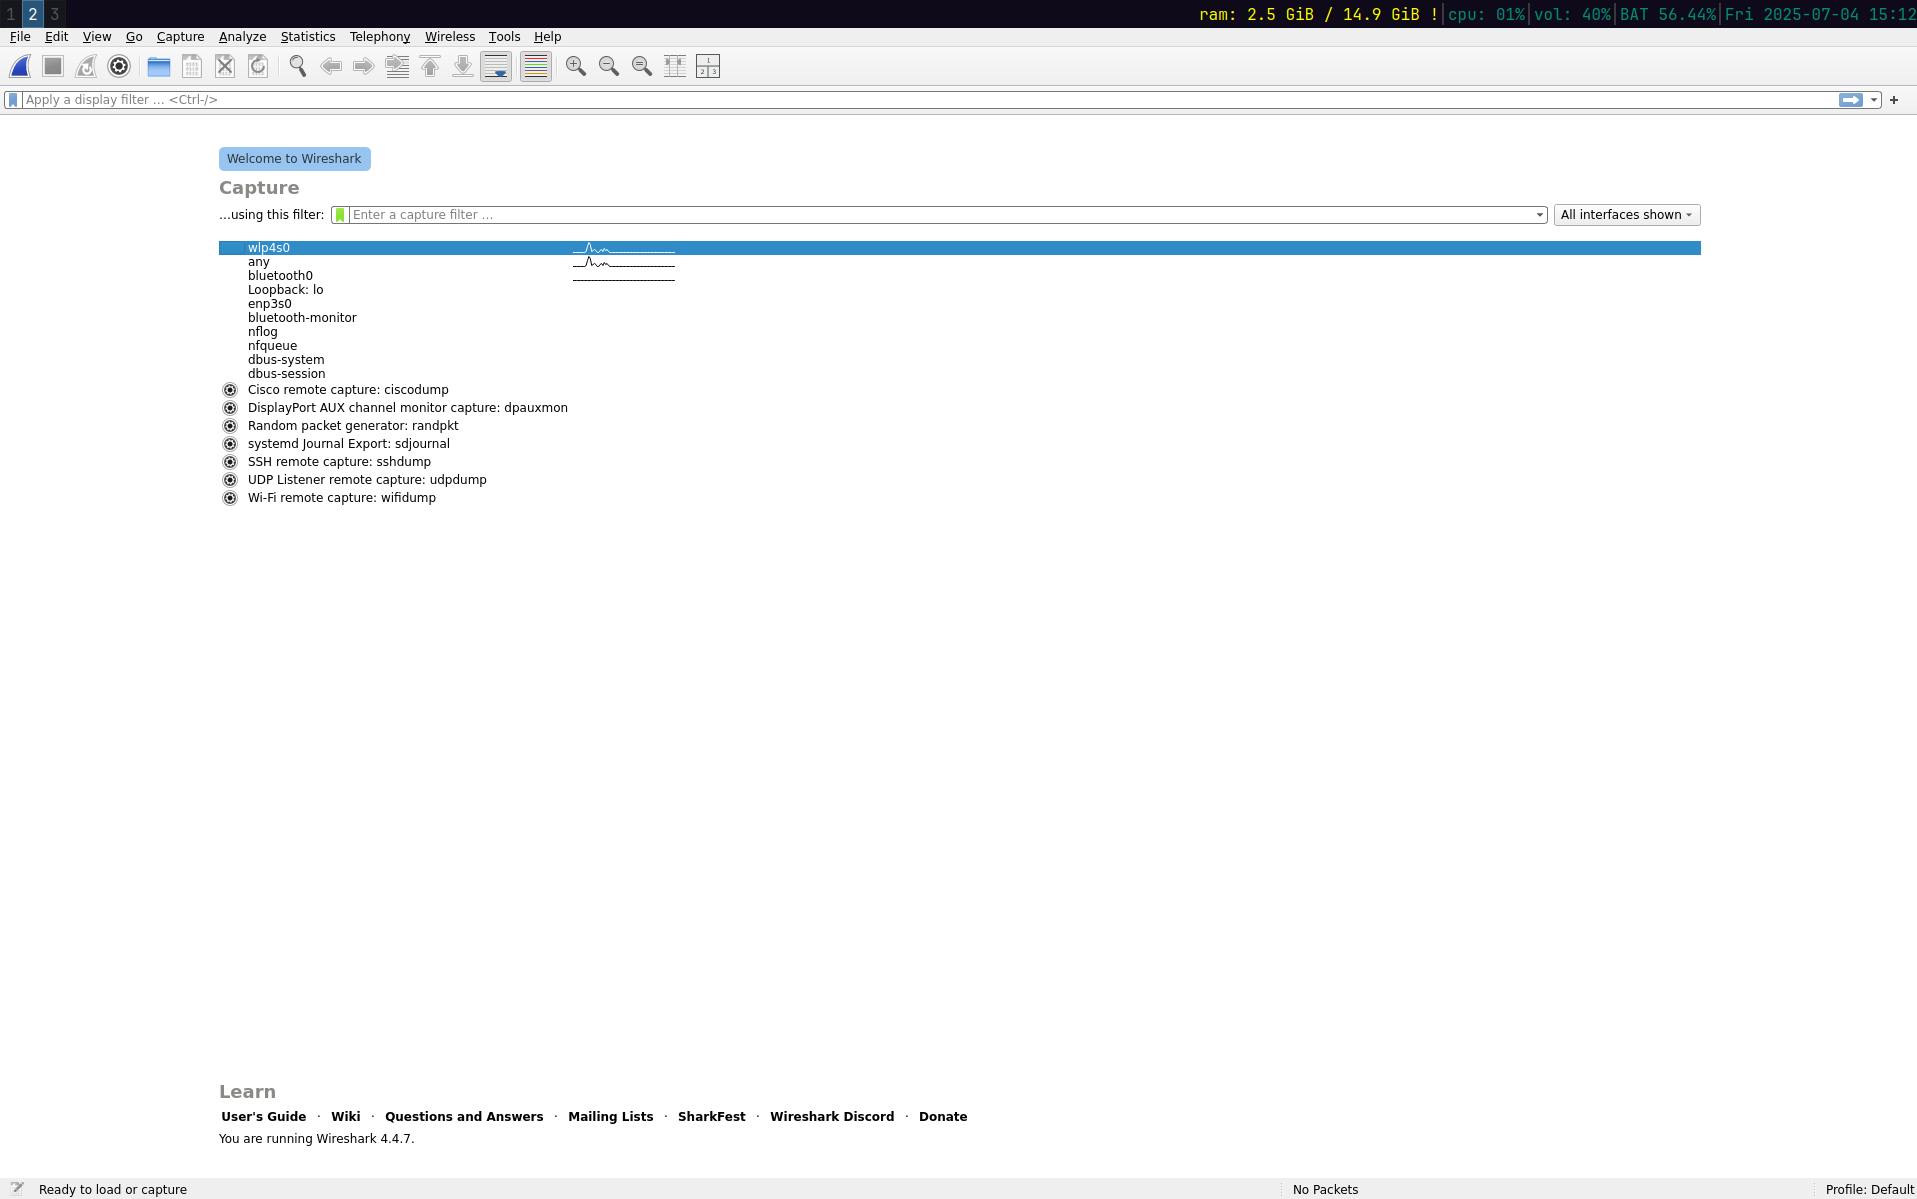 1 2 3 ram: 2.5 GiB / 14.9 GiB ! cpu: 01% vol: 40% BAT 56.44% Fri 2025-07-04 15:12
File Edit View Go Capture Analyze Statistics Telephony Wireless Tools Help
Apply a display filter … <Ctrl-/>
Welcome to Wireshark
Capture
…using this filter: Enter a capture filter … All interfaces shown
wlp4s0
any
bluetooth0
Loopback: lo
enp3s0
bluetooth-monitor
nflog
nfqueue
dbus-system
dbus-session
Cisco remote capture: ciscodump
DisplayPort AUX channel monitor capture: dpauxmon
Random packet generator: randpkt
systemd Journal Export: sdjournal
SSH remote capture: sshdump
UDP Listener remote capture: udpdump
Wi-Fi remote capture: wifidump
Learn
User's Guide · Wiki · Questions and Answers · Mailing Lists · SharkFest · Wireshark Discord · Donate
You are running Wireshark 4.4.7.
Ready to load or capture No Packets Profile: Default